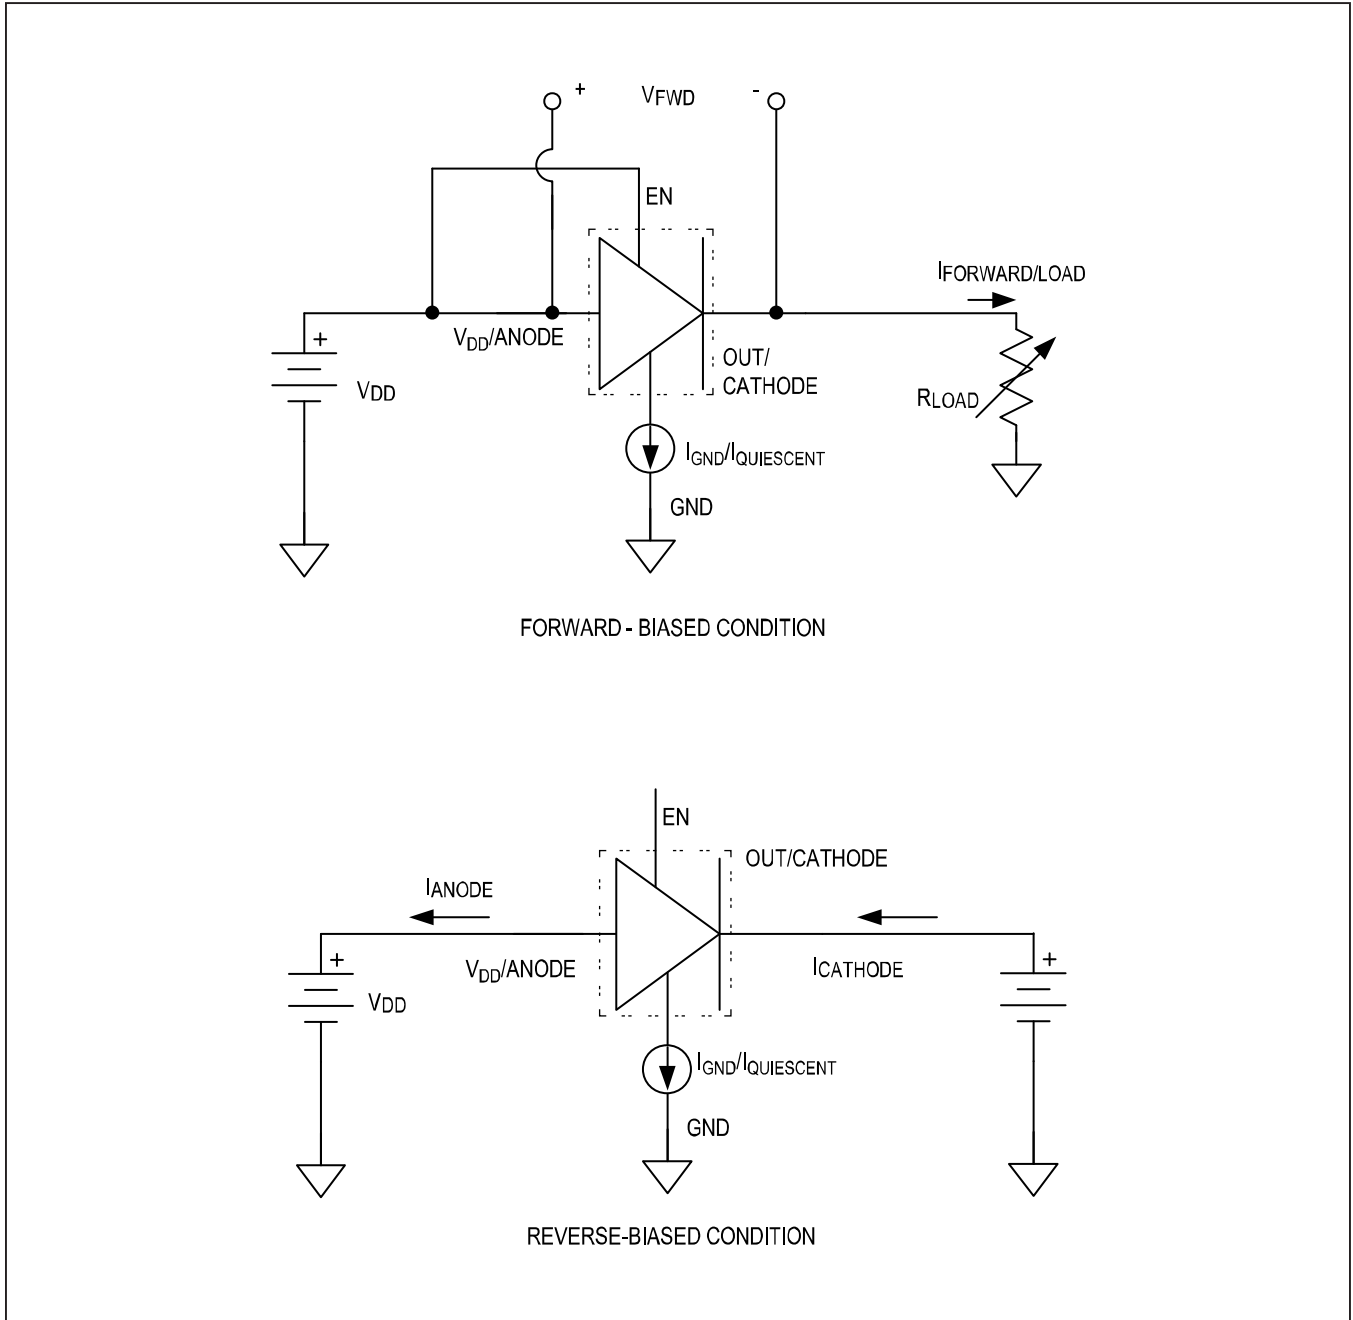 + VFWD -
EN
IFORWARD/LOAD
+
VDD/ANODE
OUT/
CATHODE
VDD
RLOAD
IGND/IQUIESCENT
GND
FORWARD - BIASED CONDITION
EN
OUT/CATHODE
IANODE
+
+
VDD/ANODE
ICATHODE
VDD
IGND/IQUIESCENT
GND
REVERSE-BIASED CONDITION